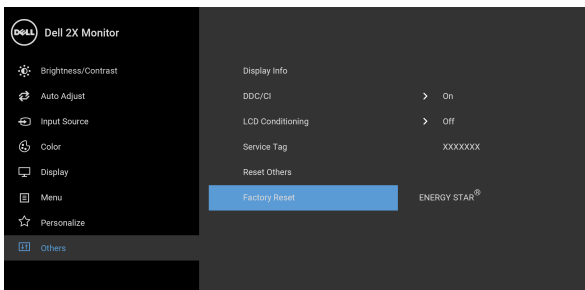 DELL Dell 2X Monitor
Brightness/Contrast
Auto Adjust
Input Source
Color
Display
Menu
Personalize
Others
Display Info
DDC/CI > On
LCD Conditioning > Off
Service Tag XXXXXXX
Reset Others
Factory Reset ENERGY STAR®